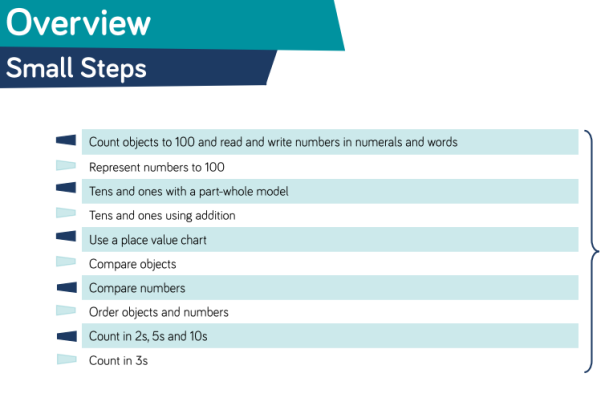 Overview
Small Steps
Count objects to 100 and read and write numbers in numerals and words
Represent numbers to 100
Tens and ones with a part-whole model
Tens and ones using addition
Use a place value chart
Compare objects
Compare numbers
Order objects and numbers
Count in 2s, 5s and 10s
Count in 3s